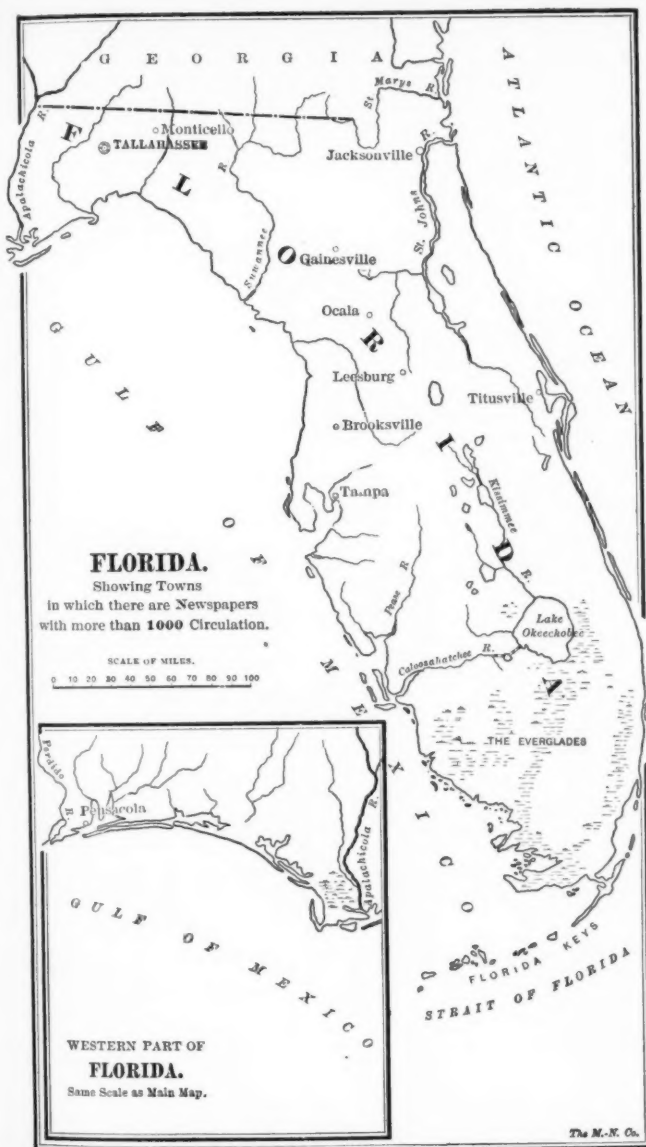 GEORGIA
ATLANTIC OCEAN
St Marys R.
Apalachicola R.
FLORIDA
Monticello
TALLAHASSEE
Jacksonville
R.
St. Johns
Suwannee
R
Gainesville
Ocala
Leesburg
Titusville
Brooksville
GULF OF MEXICO
Tampa
Kissimmee
R.
Pease R
Lake
Okeechobee
Caloosahatchee R.
THE EVERGLADES
FLORIDA.
Showing Towns
in which there are Newspapers
with more than 1000 Circulation.
SCALE OF MILES.
0 10 20 30 40 50 60 70 80 90 100
Perdido R
Pensacola
Apalachicola R.
GULF OF MEXICO
WESTERN PART OF
FLORIDA.
Same Scale as Main Map.
FLORIDA KEYS
STRAIT OF FLORIDA
The M.-N. Co.